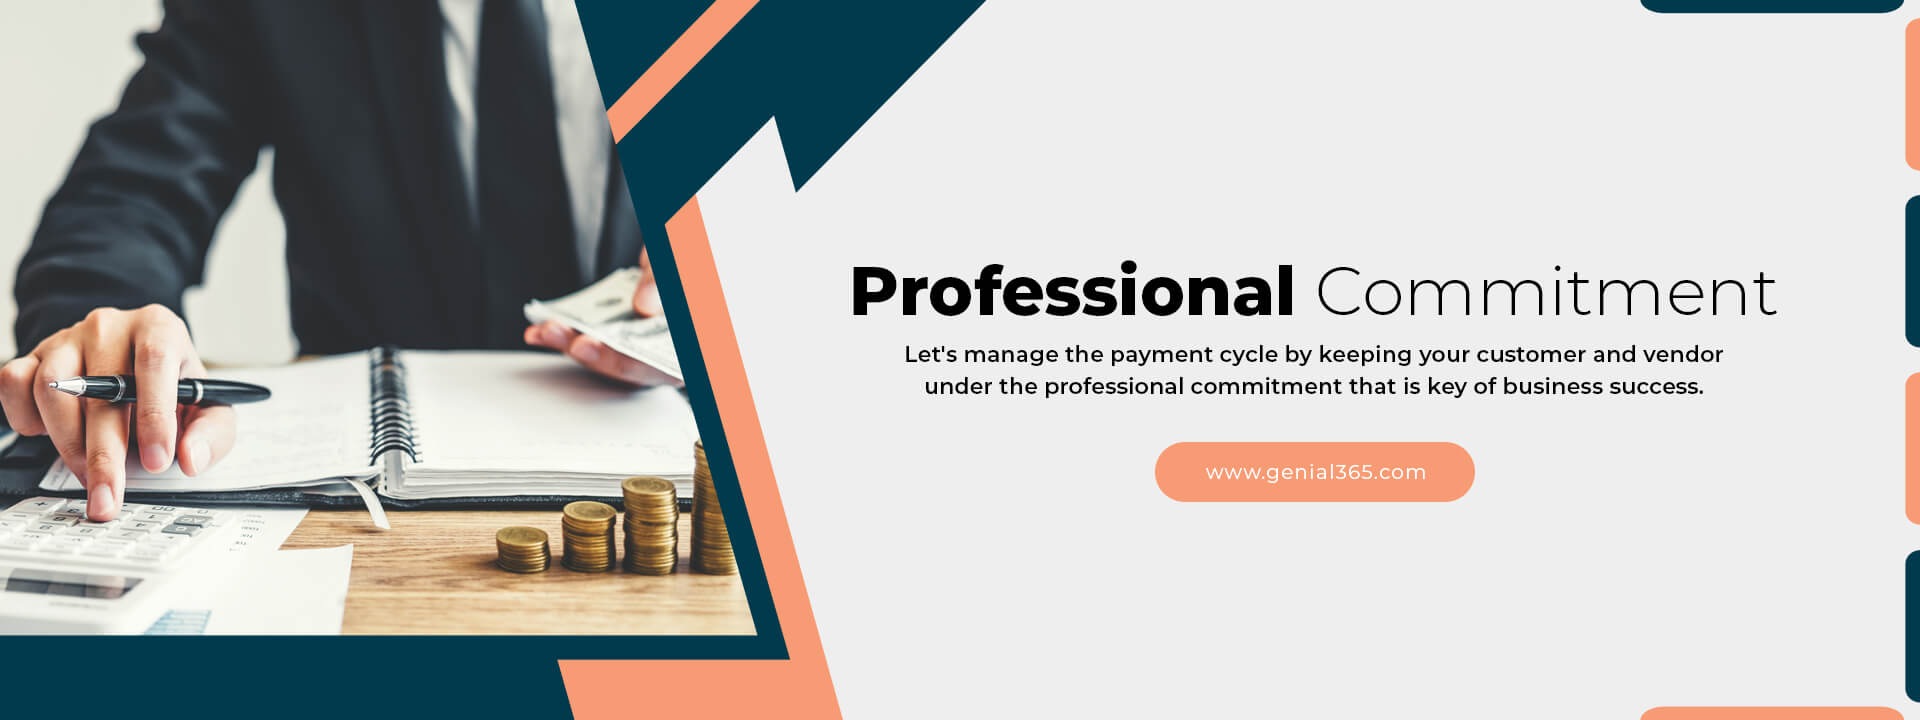 Professional Commitment
Let's manage the payment cycle by keeping your customer and vendor
under the professional commitment that is key of business success.
www.genial365.com